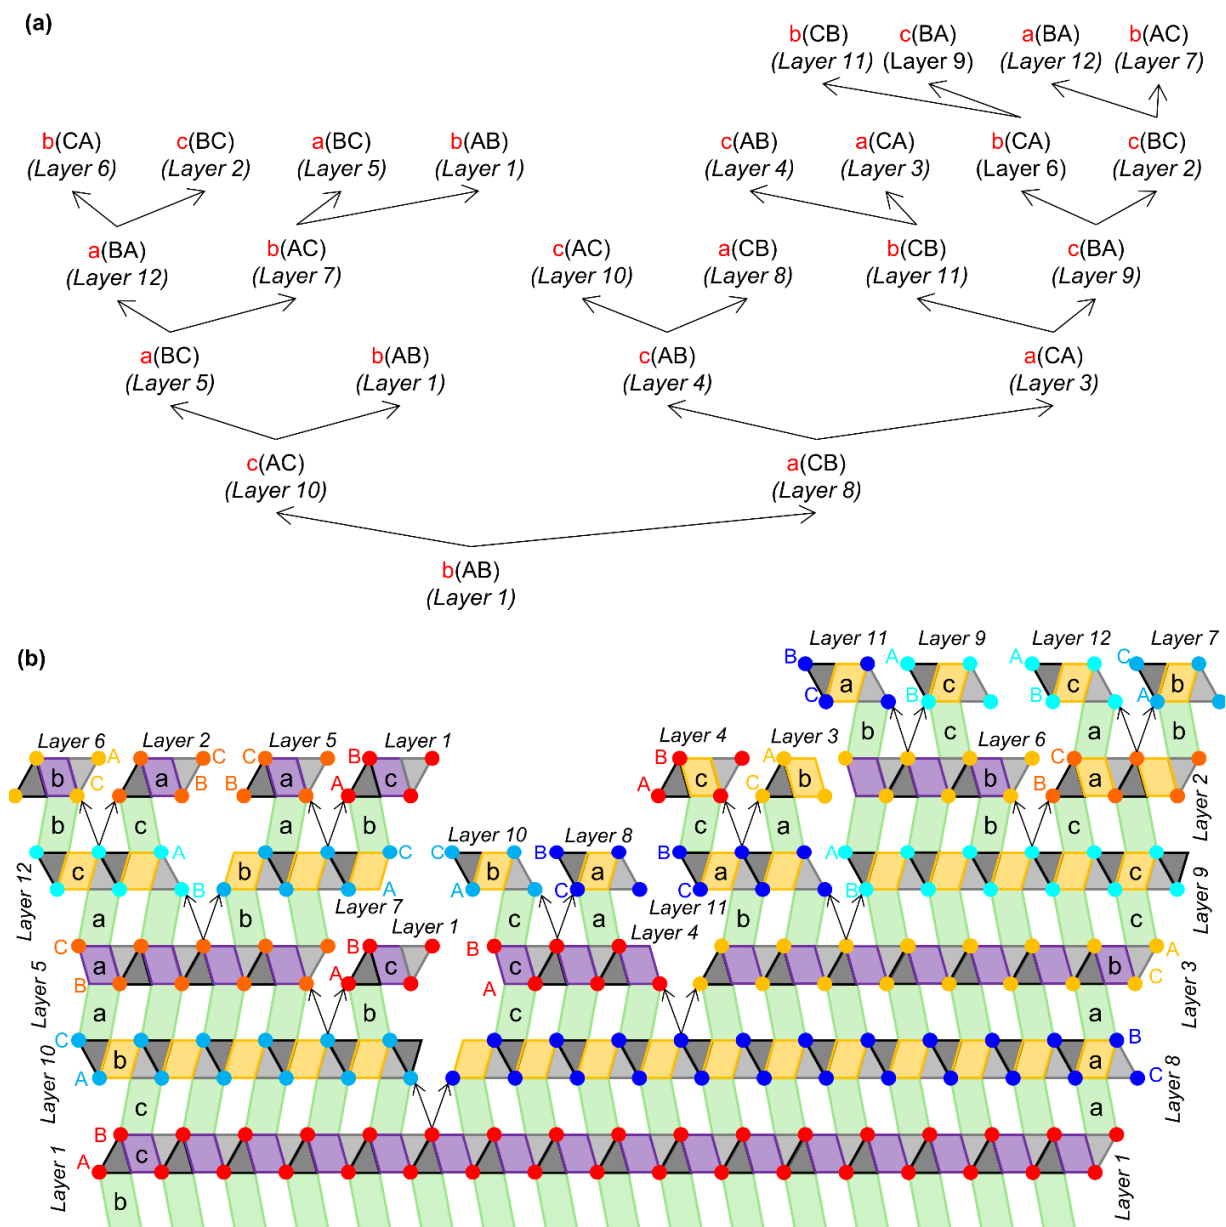 (a)
b(CB) c(BA) a(BA) b(AC)
(Layer 11) (Layer 9) (Layer 12) (Layer 7)
b(CA) c(BC) a(BC) b(AB) c(AB) a(CA) b(CA) c(BC)
(Layer 6) (Layer 2) (Layer 5) (Layer 1) (Layer 4) (Layer 3) (Layer 6) (Layer 2)
a(BA) b(AC) c(AC) a(CB) b(CB) c(BA)
(Layer 12) (Layer 7) (Layer 10) (Layer 8) (Layer 11) (Layer 9)
a(BC) b(AB) c(AB) a(CA)
(Layer 5) (Layer 1) (Layer 4) (Layer 3)
c(AC) a(CB)
(Layer 10) (Layer 8)
b(AB)
(Layer 1)
(b)
Layer 11 Layer 9 Layer 12 Layer 7
B A A C
a c c b
C B B A
b c a b
Layer 6 Layer 2 Layer 5 Layer 1 Layer 4 Layer 3 Layer 6
A C C B B A C
b a a c c b b a
C B B A A C B
Layer 2
b c a b c a b c
Layer 10 Layer 8
A C C B B A
c b b a a c
B A A C C B
Layer 12 Layer 7 Layer 11 Layer 9
a b c a b c
Layer 1 Layer 4
C B B A
a c c b
B A A C
Layer 5 Layer 3
a b c a
C B
b a
A C
Layer 10 Layer 8
c a
B
c
A
Layer 1 Layer 1
b